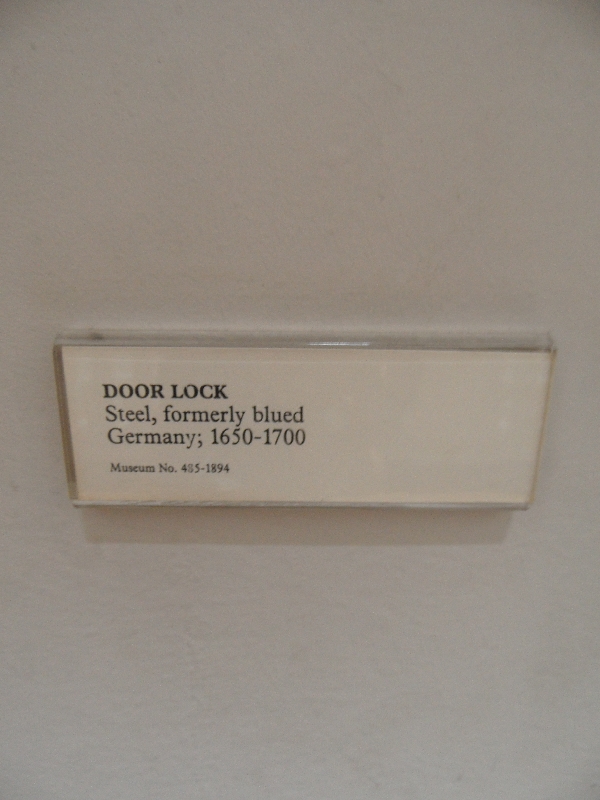 DOOR LOCK
Steel, formerly blued
Germany; 1650-1700
Museum No. 485-1894